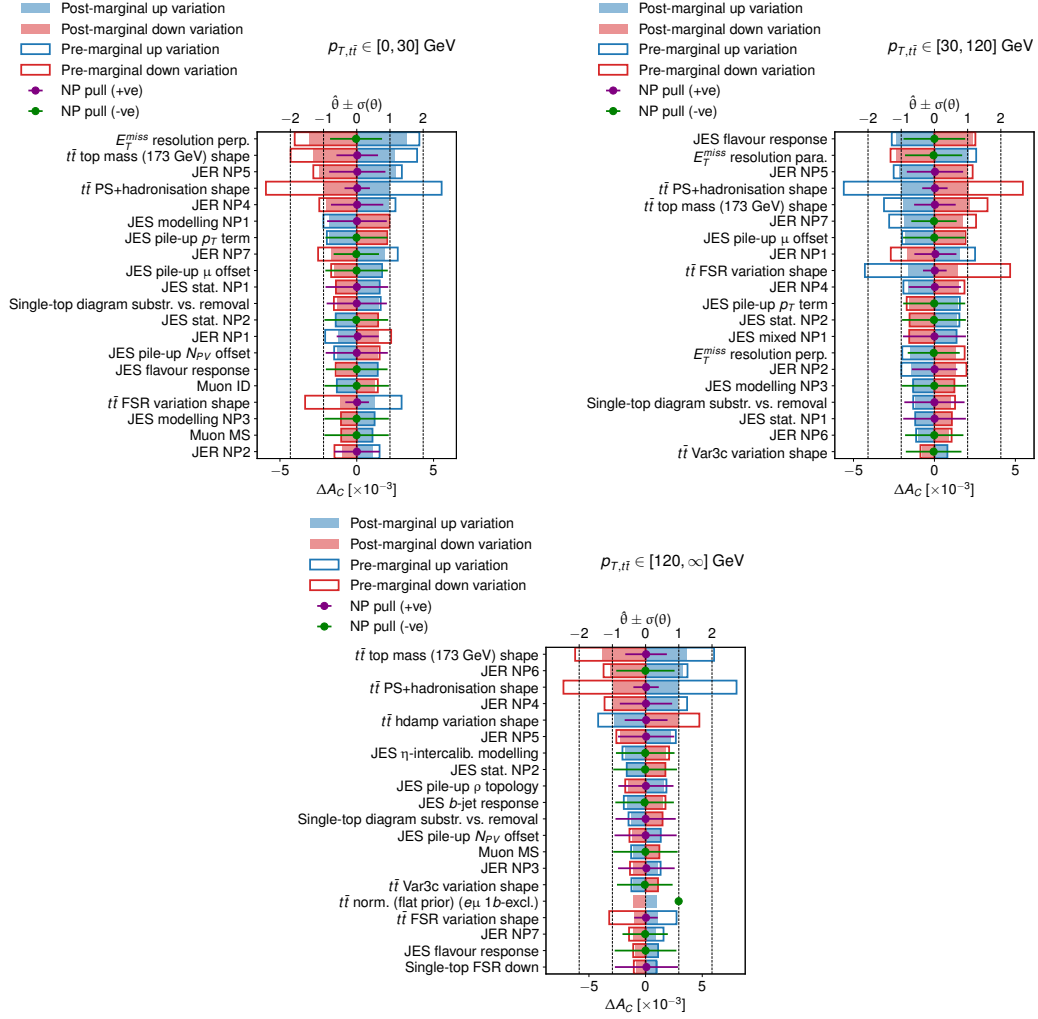 Post-marginal up variation
Post-marginal down variation
Pre-marginal up variation
Pre-marginal down variation
NP pull (+ve)
NP pull (-ve)
p_{T,t\bar{t}} ∈ [0, 30] GeV
θ̂ ± σ(θ)
−2 −1 0 1 2
E_T^{miss} resolution perp.
tt̄ top mass (173 GeV) shape
JER NP5
tt̄ PS+hadronisation shape
JER NP4
JES modelling NP1
JES pile-up p_T term
JER NP7
JES pile-up μ offset
JES stat. NP1
Single-top diagram substr. vs. removal
JES stat. NP2
JER NP1
JES pile-up N_{PV} offset
JES flavour response
Muon ID
tt̄ FSR variation shape
JES modelling NP3
Muon MS
JER NP2
−5 0 5
ΔA_C [×10⁻³]
Post-marginal up variation
Post-marginal down variation
Pre-marginal up variation
Pre-marginal down variation
NP pull (+ve)
NP pull (-ve)
p_{T,t\bar{t}} ∈ [30, 120] GeV
θ̂ ± σ(θ)
−2 −1 0 1 2
JES flavour response
E_T^{miss} resolution para.
JER NP5
tt̄ PS+hadronisation shape
tt̄ top mass (173 GeV) shape
JER NP7
JES pile-up μ offset
JER NP1
tt̄ FSR variation shape
JER NP4
JES pile-up p_T term
JES stat. NP2
JES mixed NP1
E_T^{miss} resolution perp.
JER NP2
JES modelling NP3
Single-top diagram substr. vs. removal
JES stat. NP1
JER NP6
tt̄ Var3c variation shape
−5 0 5
ΔA_C [×10⁻³]
Post-marginal up variation
Post-marginal down variation
Pre-marginal up variation
Pre-marginal down variation
NP pull (+ve)
NP pull (-ve)
p_{T,t\bar{t}} ∈ [120, ∞] GeV
θ̂ ± σ(θ)
−2 −1 0 1 2
tt̄ top mass (173 GeV) shape
JER NP6
tt̄ PS+hadronisation shape
JER NP4
tt̄ hdamp variation shape
JER NP5
JES η-intercalib. modelling
JES stat. NP2
JES pile-up ρ topology
JES b-jet response
Single-top diagram substr. vs. removal
JES pile-up N_{PV} offset
Muon MS
JER NP3
tt̄ Var3c variation shape
tt̄ norm. (flat prior) (eμ 1b-excl.)
tt̄ FSR variation shape
JER NP7
JES flavour response
Single-top FSR down
−5 0 5
ΔA_C [×10⁻³]